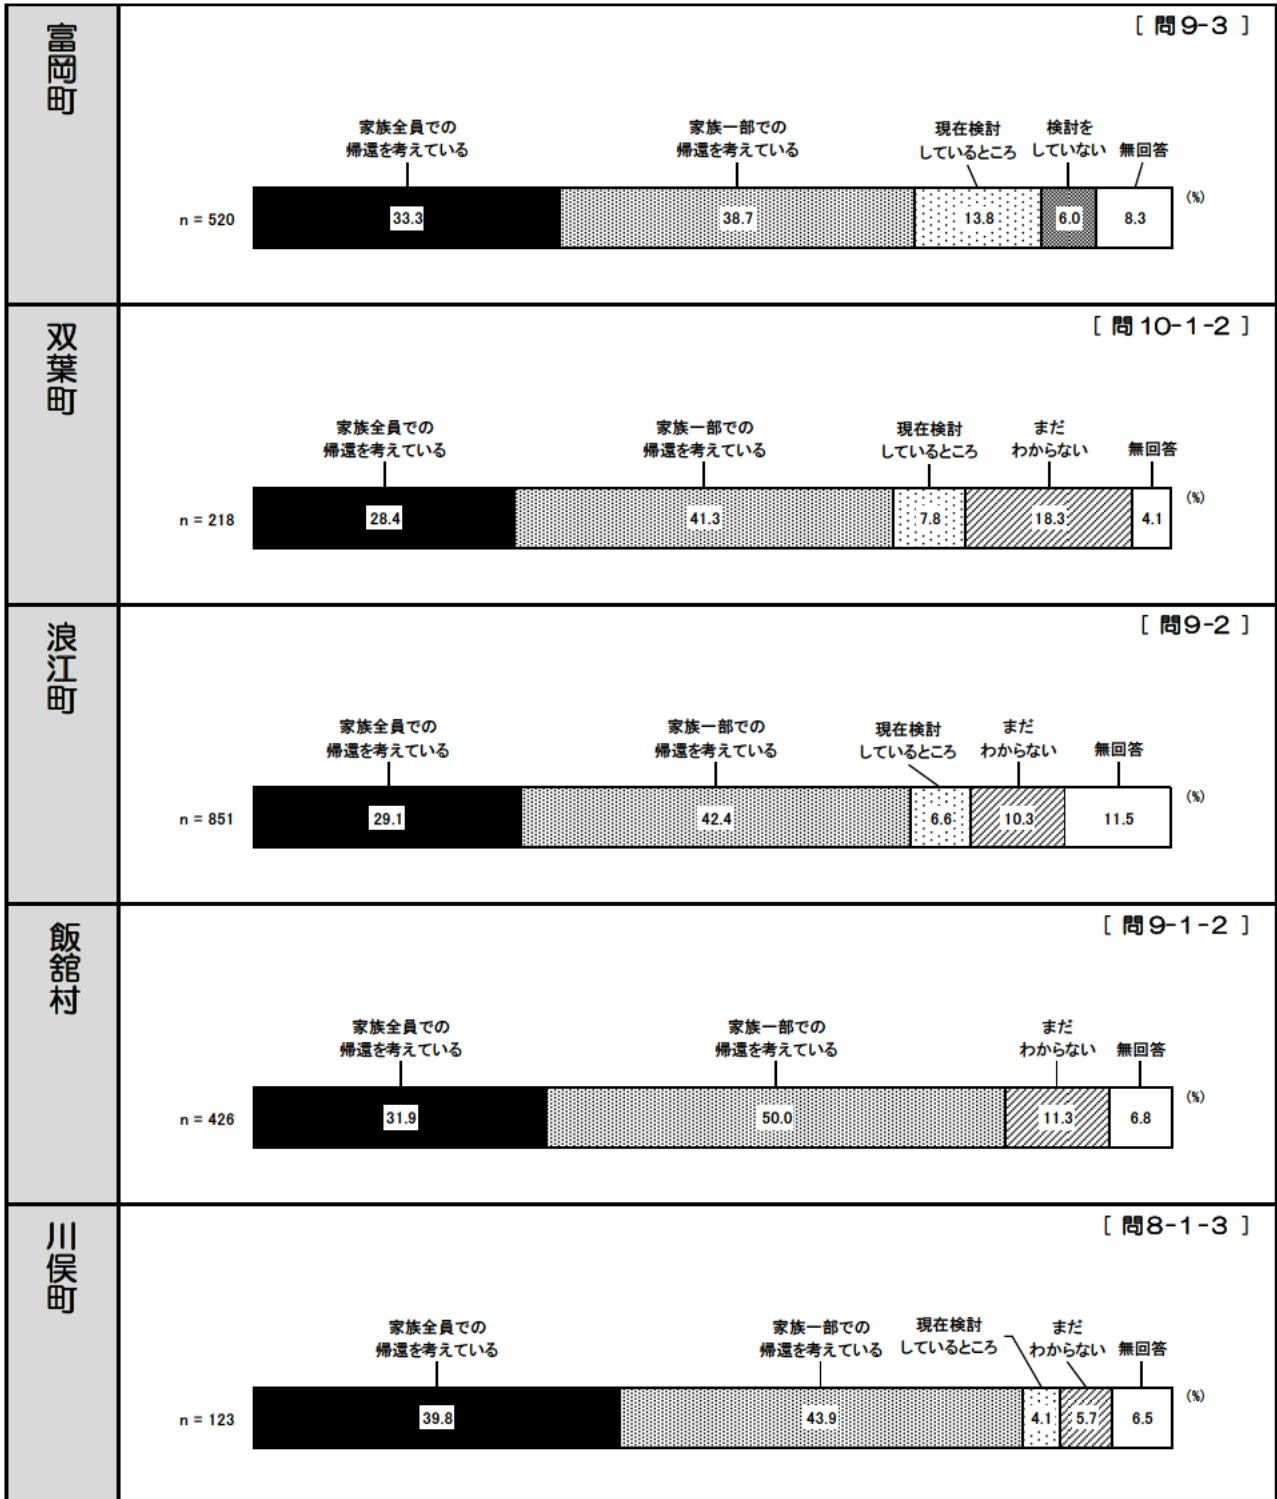 富岡町
[ 問9-3 ]
家族全員での
帰還を考えている
家族一部での
帰還を考えている
現在検討
しているところ
検討を
していない
無回答
n = 520
33.3
38.7
13.8
6.0
8.3
(%)
双葉町
[ 問10-1-2 ]
家族全員での
帰還を考えている
家族一部での
帰還を考えている
現在検討
しているところ
まだ
わからない
無回答
n = 218
28.4
41.3
7.8
18.3
4.1
(%)
浪江町
[ 問9-2 ]
家族全員での
帰還を考えている
家族一部での
帰還を考えている
現在検討
しているところ
まだ
わからない
無回答
n = 851
29.1
42.4
6.6
10.3
11.5
(%)
飯舘村
[ 問9-1-2 ]
家族全員での
帰還を考えている
家族一部での
帰還を考えている
まだ
わからない
無回答
n = 426
31.9
50.0
11.3
6.8
(%)
川俣町
[ 問8-1-3 ]
家族全員での
帰還を考えている
家族一部での
帰還を考えている
現在検討
しているところ
まだ
わからない
無回答
n = 123
39.8
43.9
4.1
5.7
6.5
(%)